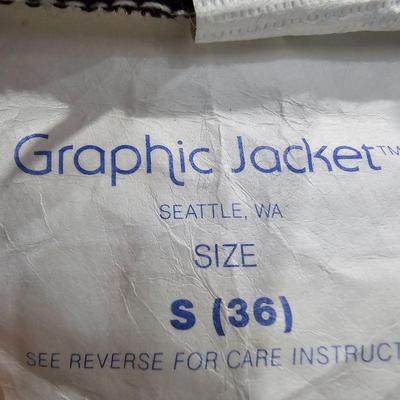 Graphic Jacket™
SEATTLE, WA
SIZE
S (36)
SEE REVERSE FOR CARE INSTRUCT